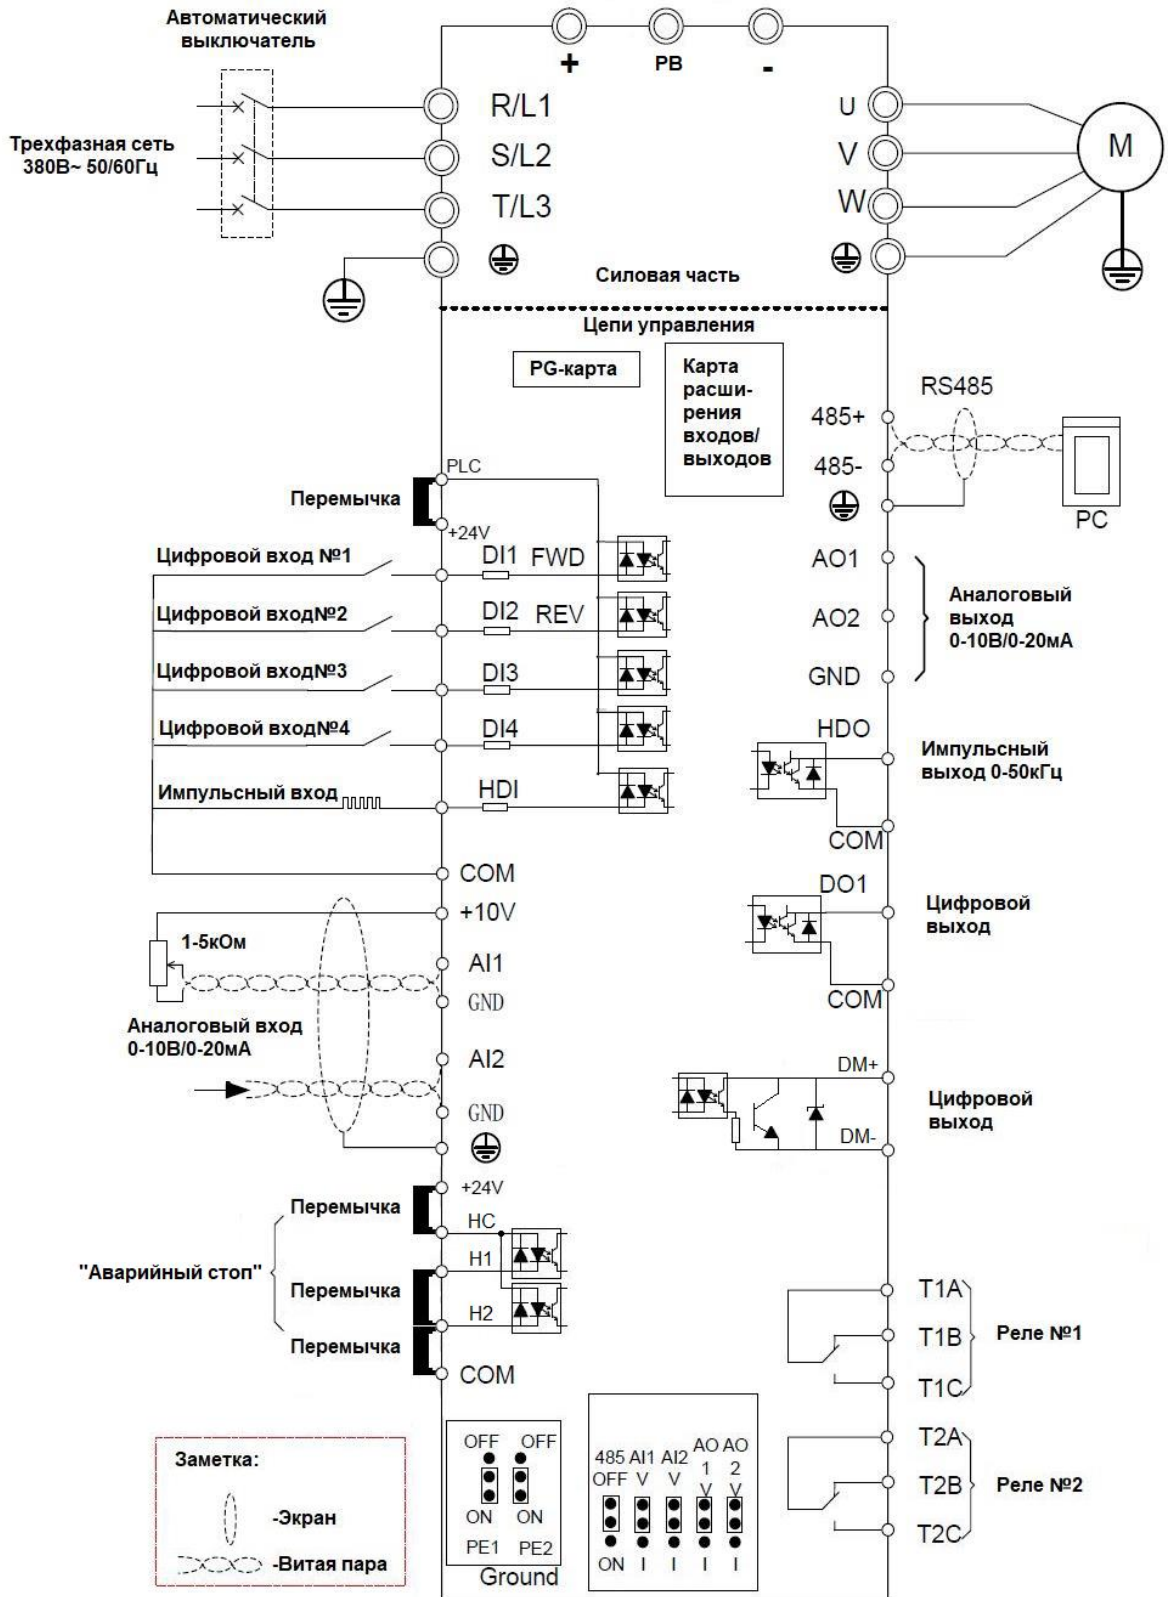 Автоматический
выключатель
+
PB
-
R/L1
U
Трехфазная сеть
380В~ 50/60Гц
S/L2
V
M
T/L3
W
Силовая часть
Цепи управления
PG-карта
Карта
расши-
рения
входов/
выходов
RS485
485+
485-
PC
PLC
Перемычка
+24V
Цифровой вход №1
DI1 FWD
AO1
Цифровой вход№2
DI2 REV
AO2
Аналоговый
выход
0-10В/0-20мА
Цифровой вход№3
DI3
GND
Цифровой вход№4
DI4
HDO
Импульсный
выход 0-50кГц
Импульсный вход
HDI
COM
COM
DO1
Цифровой
выход
+10V
1-5кОм
AI1
GND
COM
Аналоговый вход
0-10В/0-20мА
AI2
GND
DM+
DM-
Цифровой
выход
+24V
Перемычка
HC
"Аварийный стоп"
H1
Перемычка
H2
Перемычка
COM
T1A
T1B
Реле №1
T1C
T2A
T2B
Реле №2
T2C
Заметка:
-Экран
-Витая пара
OFF OFF
ON ON
PE1 PE2
Ground
485 AI1 AI2 AO AO
1 2
OFF V V V V
ON I I I I